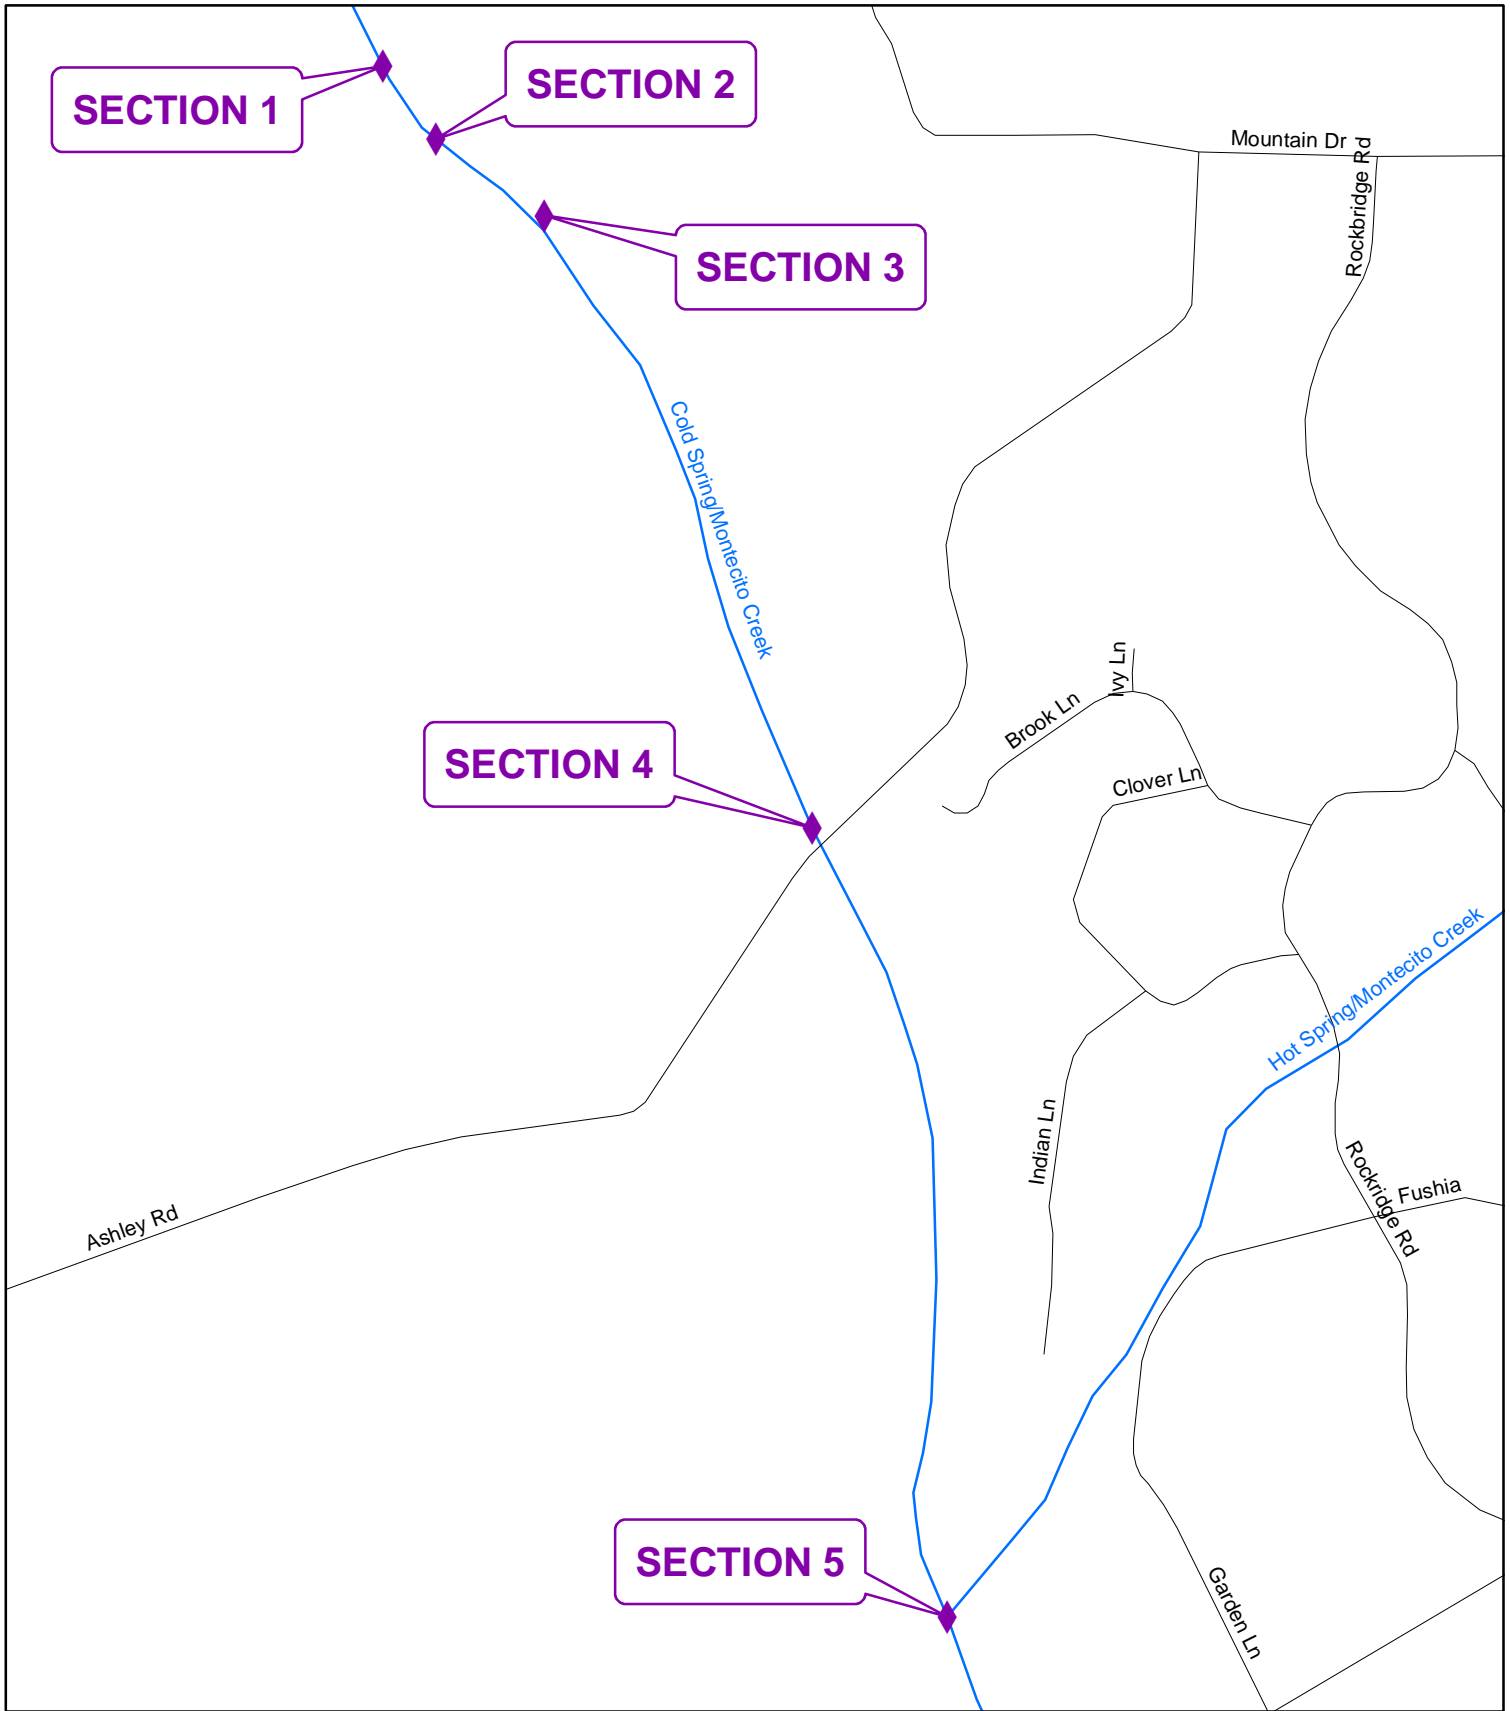 SECTION 1
SECTION 2
Mountain Dr
Rockbridge Rd
SECTION 3
Cold Spring/Montecito Creek
Ivy Ln
Brook Ln
SECTION 4
Clover Ln
Hot Spring/Montecito Creek
Indian Ln
Rockridge Rd
Fushia
Ashley Rd
SECTION 5
Garden Ln